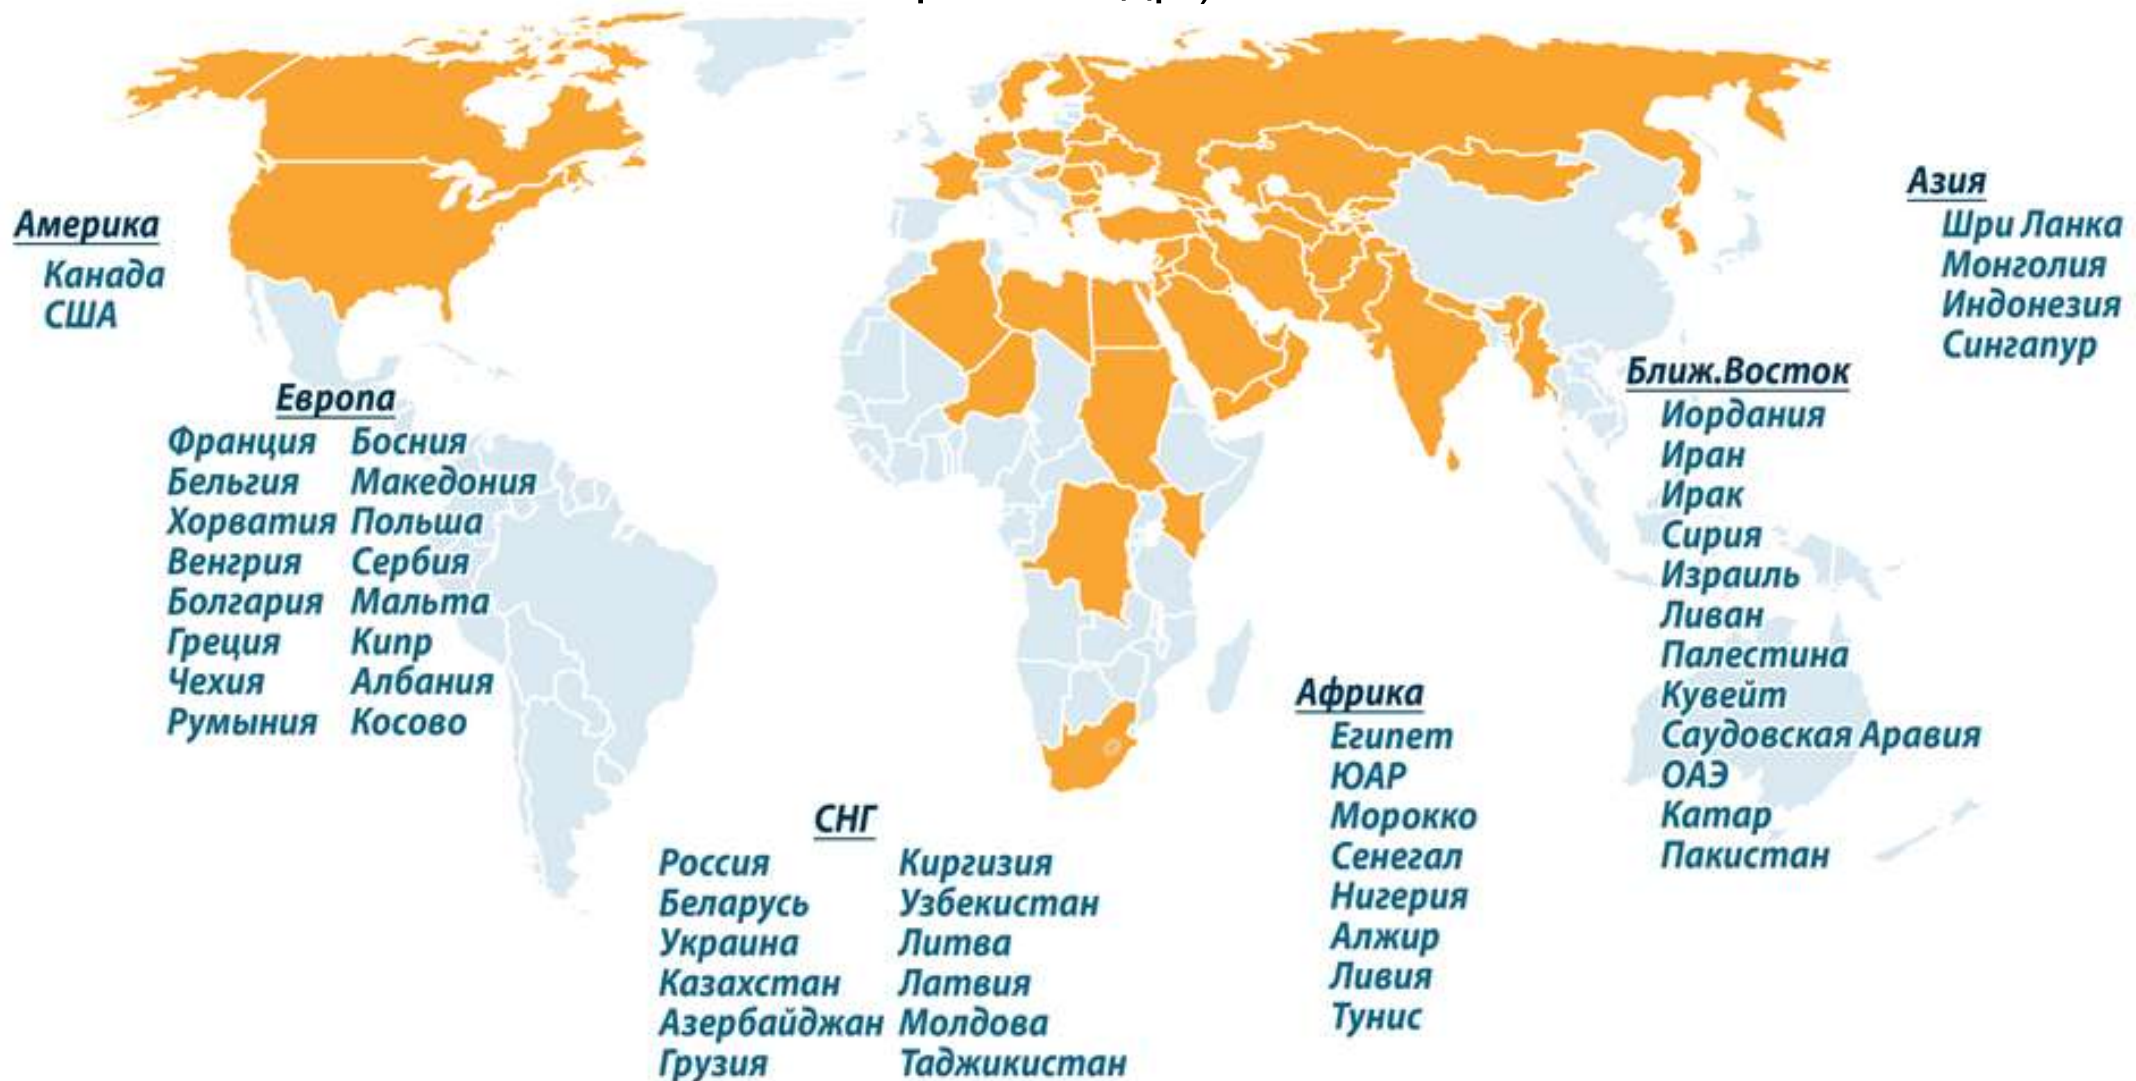 Америка
Канада
США
Европа
Франция Босния
Бельгия Македония
Хорватия Польша
Венгрия Сербия
Болгария Мальта
Греция Кипр
Чехия Албания
Румыния Косово
СНГ
Россия Киргизия
Беларусь Узбекистан
Украина Литва
Казахстан Латвия
Азербайджан Молдова
Грузия Таджикистан
Африка
Египет
ЮАР
Морокко
Сенегал
Нигерия
Алжир
Ливия
Тунис
Ближ.Восток
Иордания
Иран
Ирак
Сирия
Израиль
Ливан
Палестина
Кувейт
Саудовская Аравия
ОАЭ
Катар
Пакистан
Азия
Шри Ланка
Монголия
Индонезия
Сингапур